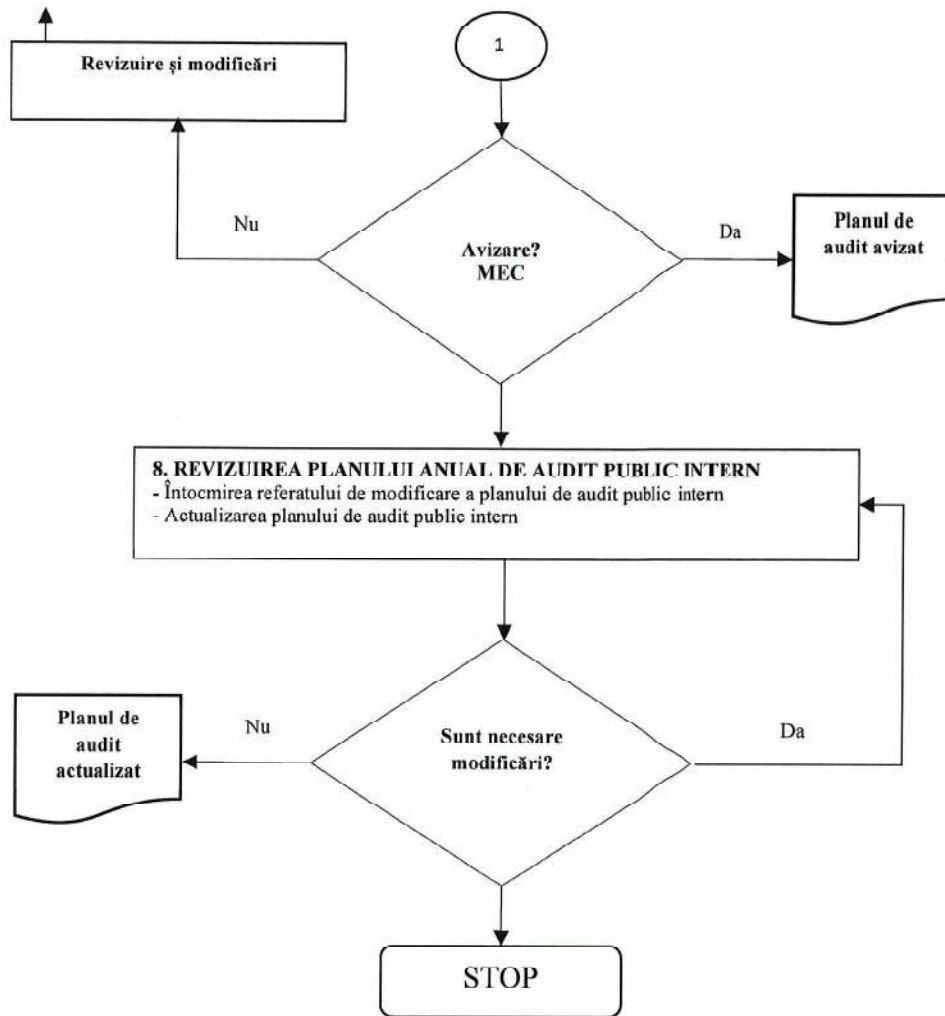 1
Revizuire și modificări
Nu
Avizare?
MEC
Da
Planul de
audit avizat
8. REVIZUIREA PLANULUI ANUAL DE AUDIT PUBLIC INTERN
- Întocmirea referatului de modificare a planului de audit public intern
- Actualizarea planului de audit public intern
Planul de
audit
actualizat
Nu
Sunt necesare
modificări?
Da
STOP